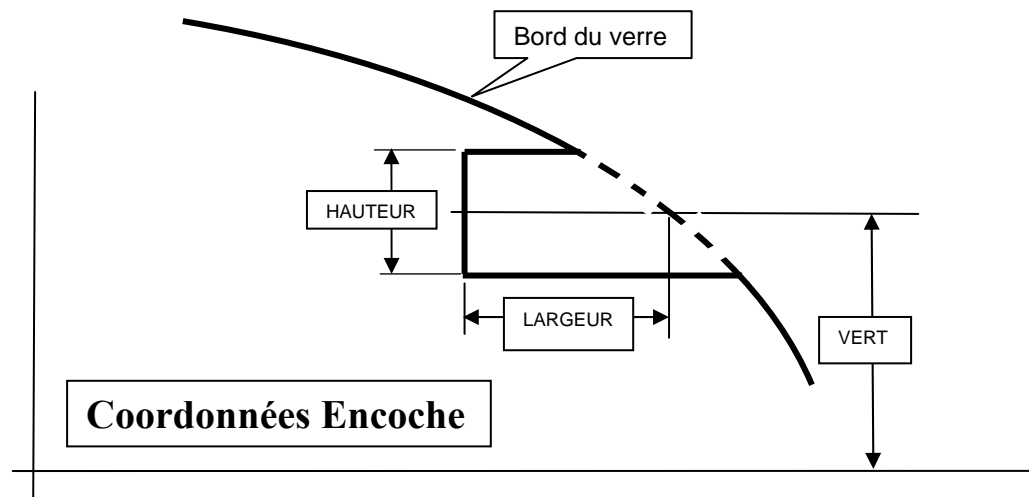 Bord du verre
HAUTEUR
LARGEUR
VERT
Coordonnées Encoche